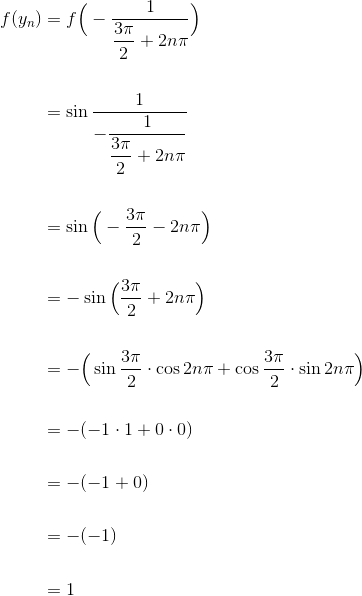 f(y_n) = f\Big( -\dfrac{1}{\dfrac{3\pi}{2} + 2n\pi} \Big)
= \sin \dfrac{1}{-\dfrac{1}{\dfrac{3\pi}{2} + 2n\pi}}
= \sin \Big( -\dfrac{3\pi}{2} - 2n\pi \Big)
= -\sin \Big( \dfrac{3\pi}{2} + 2n\pi \Big)
= -\Big( \sin \dfrac{3\pi}{2} \cdot \cos 2n\pi + \cos \dfrac{3\pi}{2} \cdot \sin 2n\pi \Big)
= -(-1 \cdot 1 + 0 \cdot 0)
= -(-1 + 0)
= -(-1)
= 1